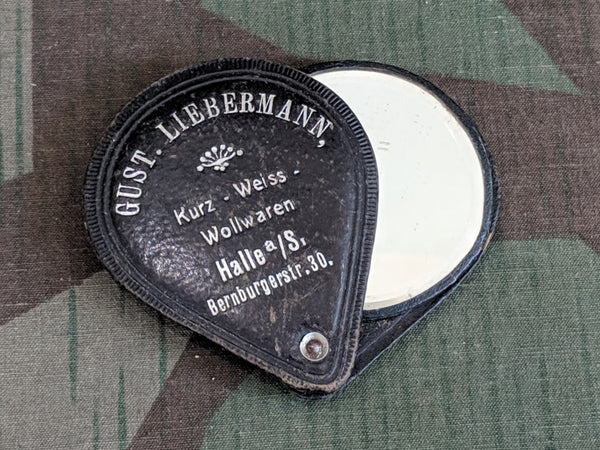 GUST. LIEBERMANN,
Kurz - Weiss -
Wollwaren
Halle a/S.
Bernburgerstr. 30.